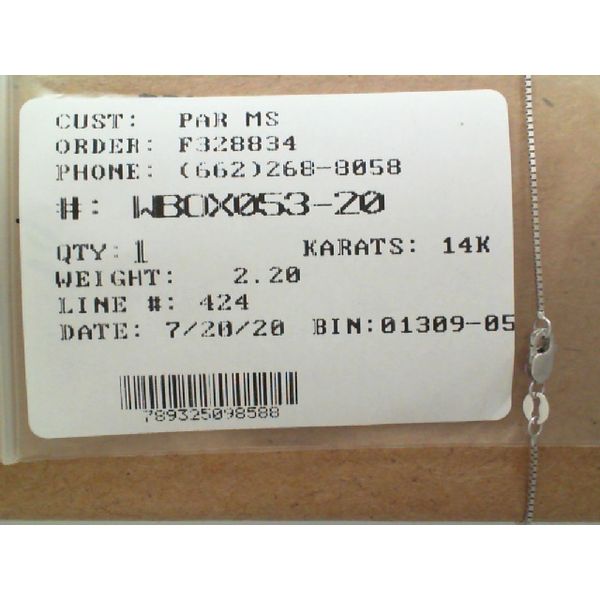 CUST: PAR MS
ORDER: F328834
PHONE: (662)268-8058
#: WBOX053-20
QTY: 1 KARATS: 14K
WEIGHT: 2.20
LINE #: 424
DATE: 7/20/20 BIN:01309-05
789325098588